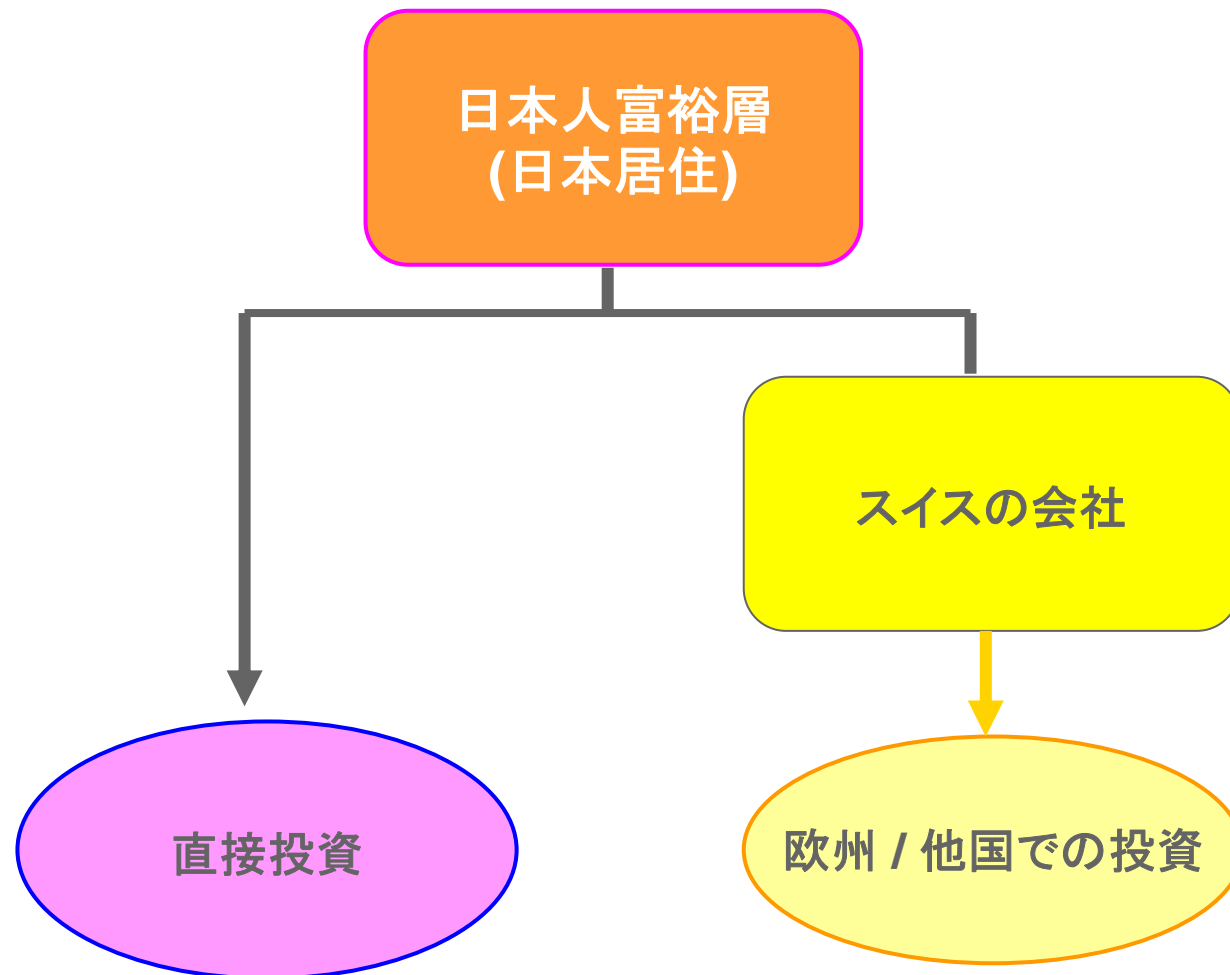 日本人富裕層
(日本居住)
スイスの会社
直接投資
欧州 / 他国での投資